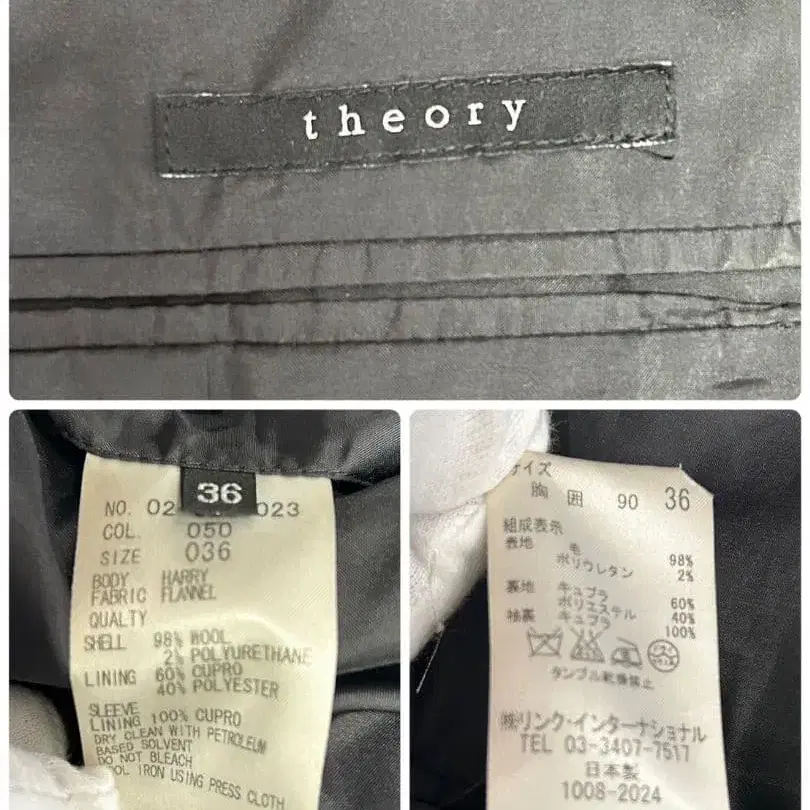 theory
36
NO. 02 023
COL. 050
SIZE 036
BODY HARRY
FABRIC FLANNEL
QUALTY
SHELL 98% WOOL
2% POLYURETHANE
LINING 60% CUPRO
40% POLYESTER
SLEEVE
LINING 100% CUPRO
DRY CLEAN WITH PETROLEUM
BASED SOLVENT
DO NOT BLEACH
COOL IRON USING PRESS CLOTH
サイズ
胸囲 90 36
組成表示
表地 毛 98%
ポリウレタン 2%
裏地 キュプラ 60%
ポリエステル 40%
袖裏 キュプラ 100%
タンブル乾燥禁止
㈱リンク・インターナショナル
TEL 03-3407-7517
日本製
1008-2024